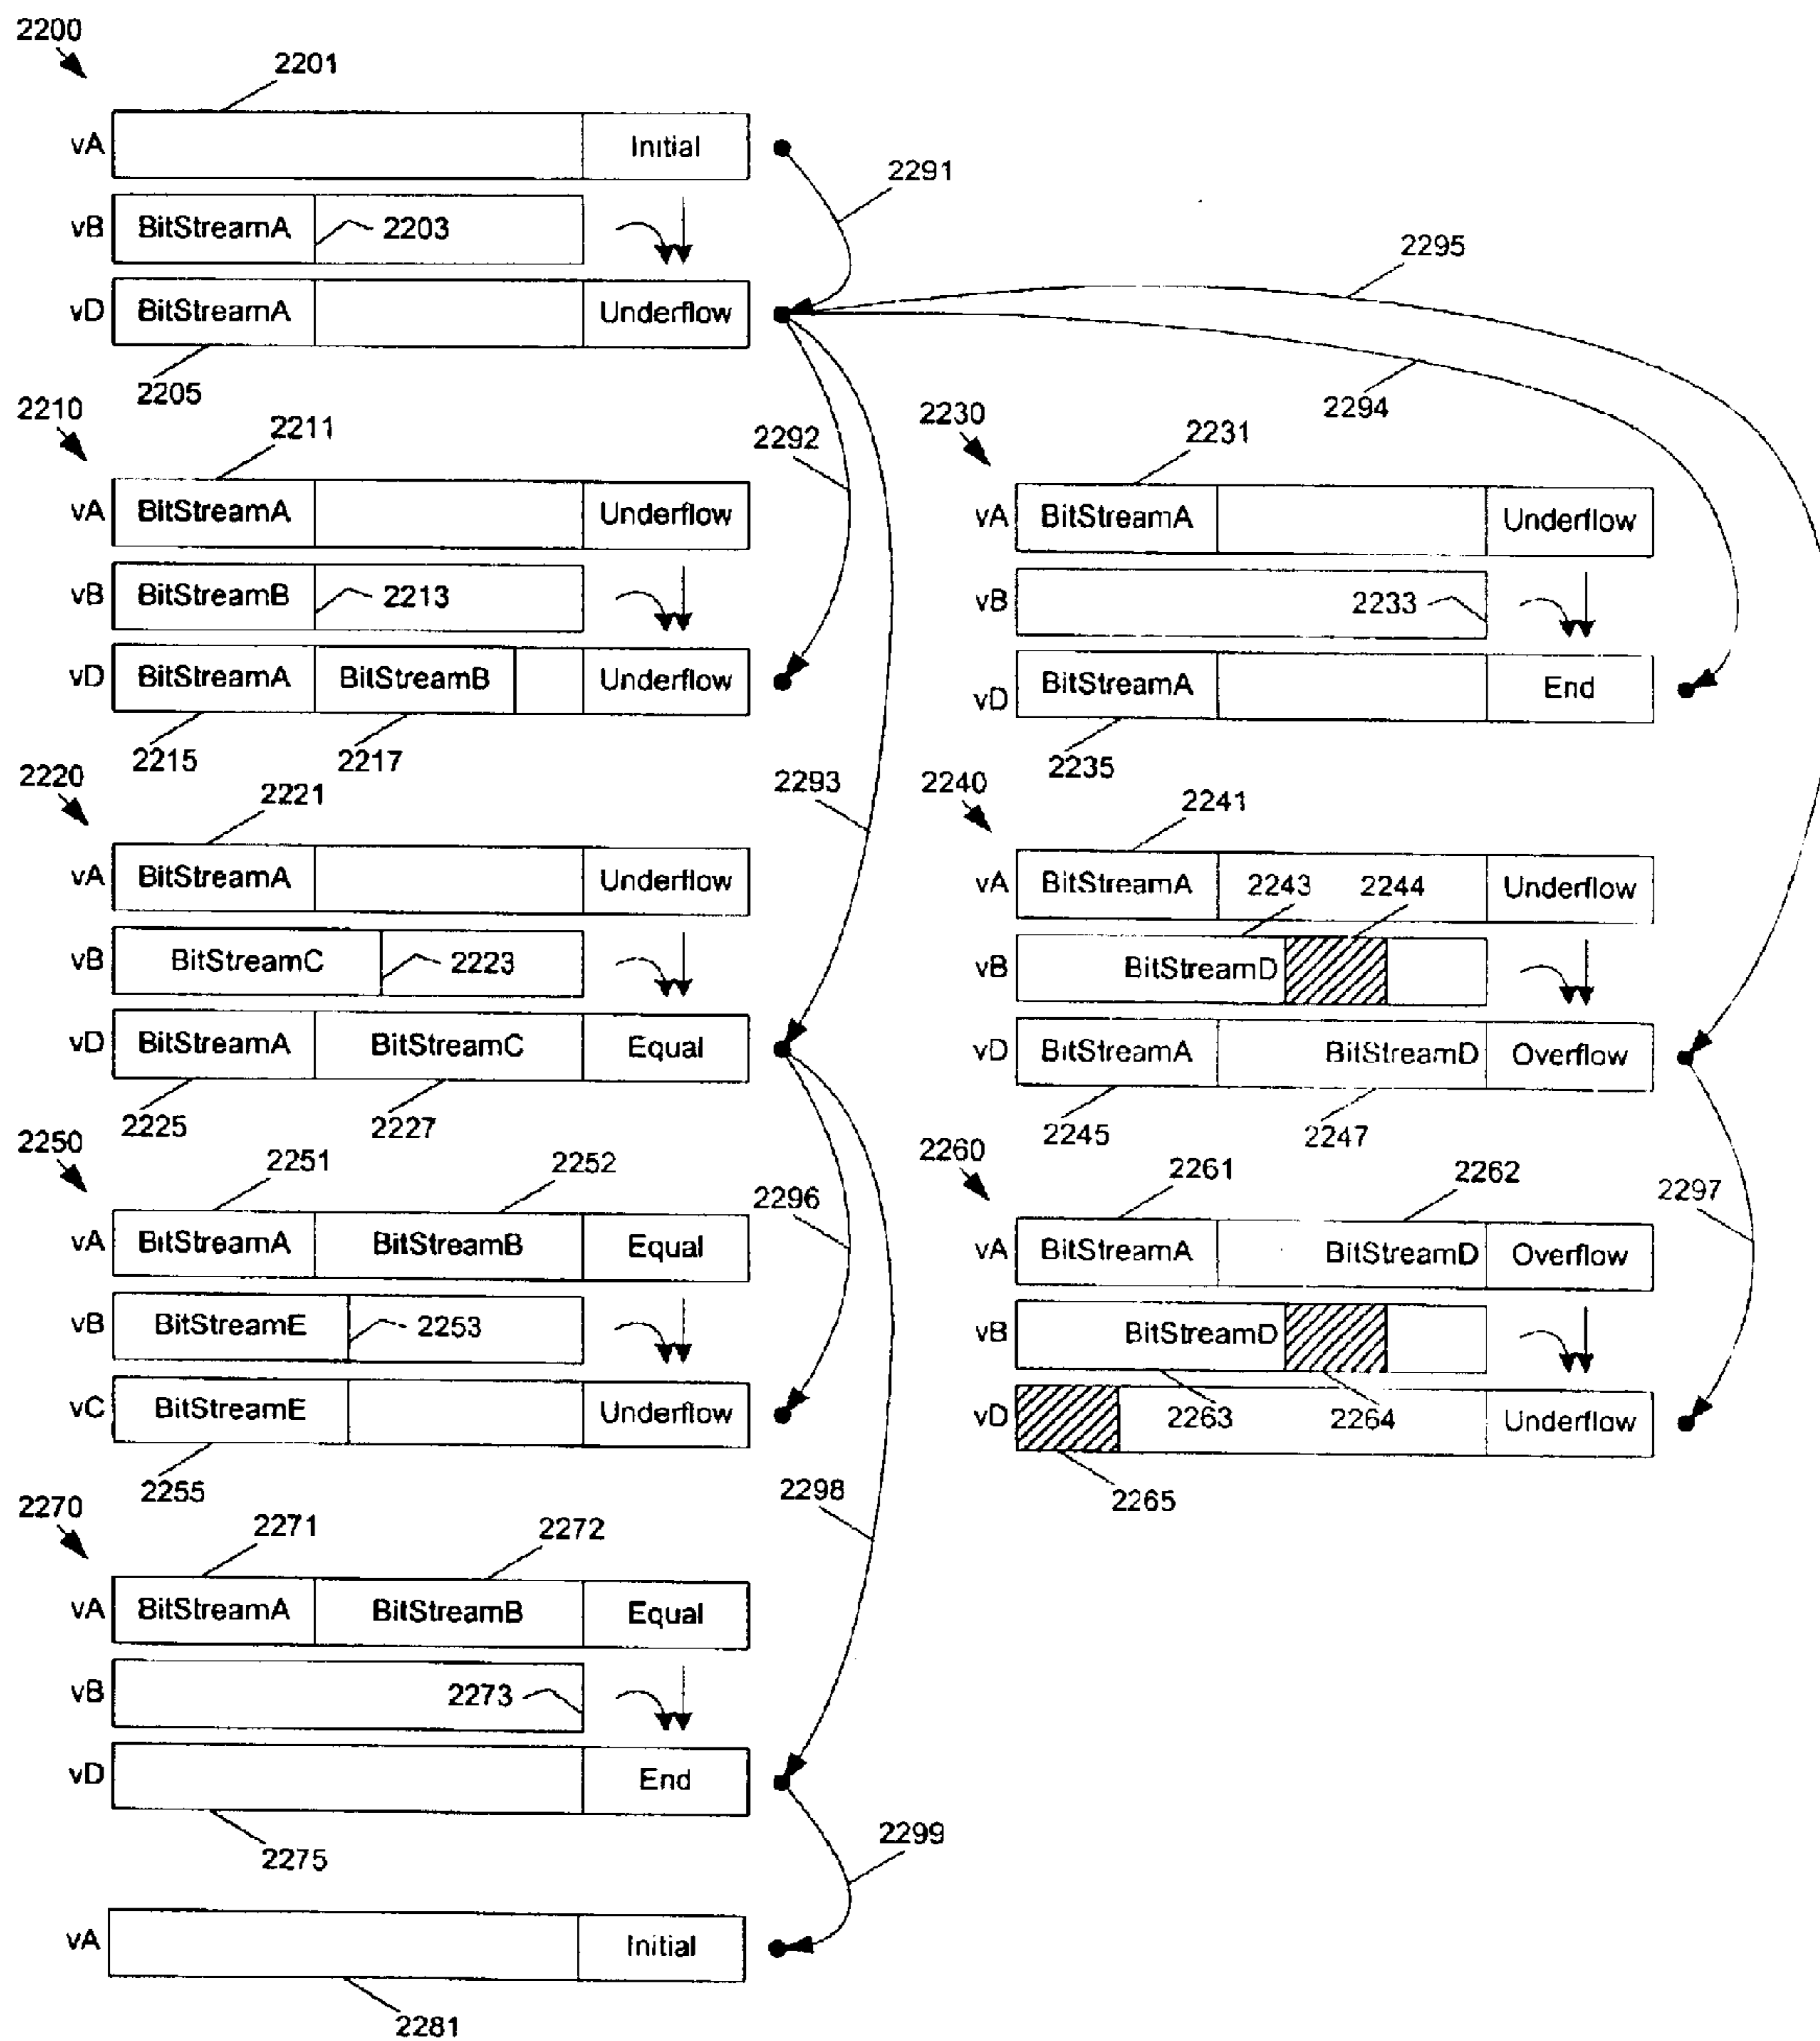 2200
2201
vA Initial
2291
vB BitStreamA 2203
2295
vD BitStreamA Underflow
2205
2294
2210
2211
2292
2230
2231
vA BitStreamA Underflow
vA BitStreamA Underflow
vB BitStreamB 2213
vB 2233
vD BitStreamA BitStreamB Underflow
vD BitStreamA End
2215 2217
2235
2220
2221
2293
2240
2241
vA BitStreamA Underflow
vA BitStreamA 2243 2244 Underflow
vB BitStreamC 2223
vB BitStreamD
vD BitStreamA BitStreamC Equal
vD BitStreamA BitStreamD Overflow
2225 2227
2245 2247
2250
2251 2252
2296
2260
2261 2262
2297
vA BitStreamA BitStreamB Equal
vA BitStreamA BitStreamD Overflow
vB BitStreamE 2253
vB BitStreamD
vC BitStreamE Underflow
vD 2263 2264 Underflow
2255
2265
2298
2270
2271 2272
vA BitStreamA BitStreamB Equal
vB 2273
vD End
2275
2299
vA Initial
2281